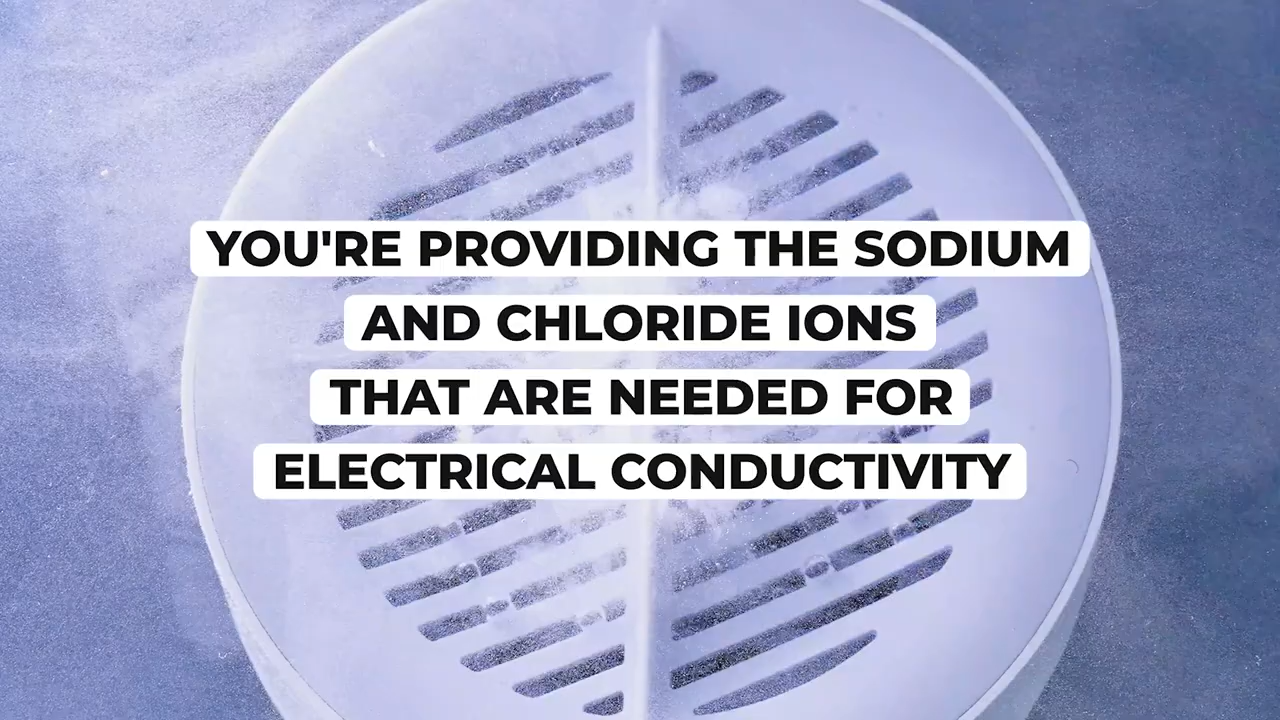 YOU'RE PROVIDING THE SODIUM
AND CHLORIDE IONS
THAT ARE NEEDED FOR
ELECTRICAL CONDUCTIVITY